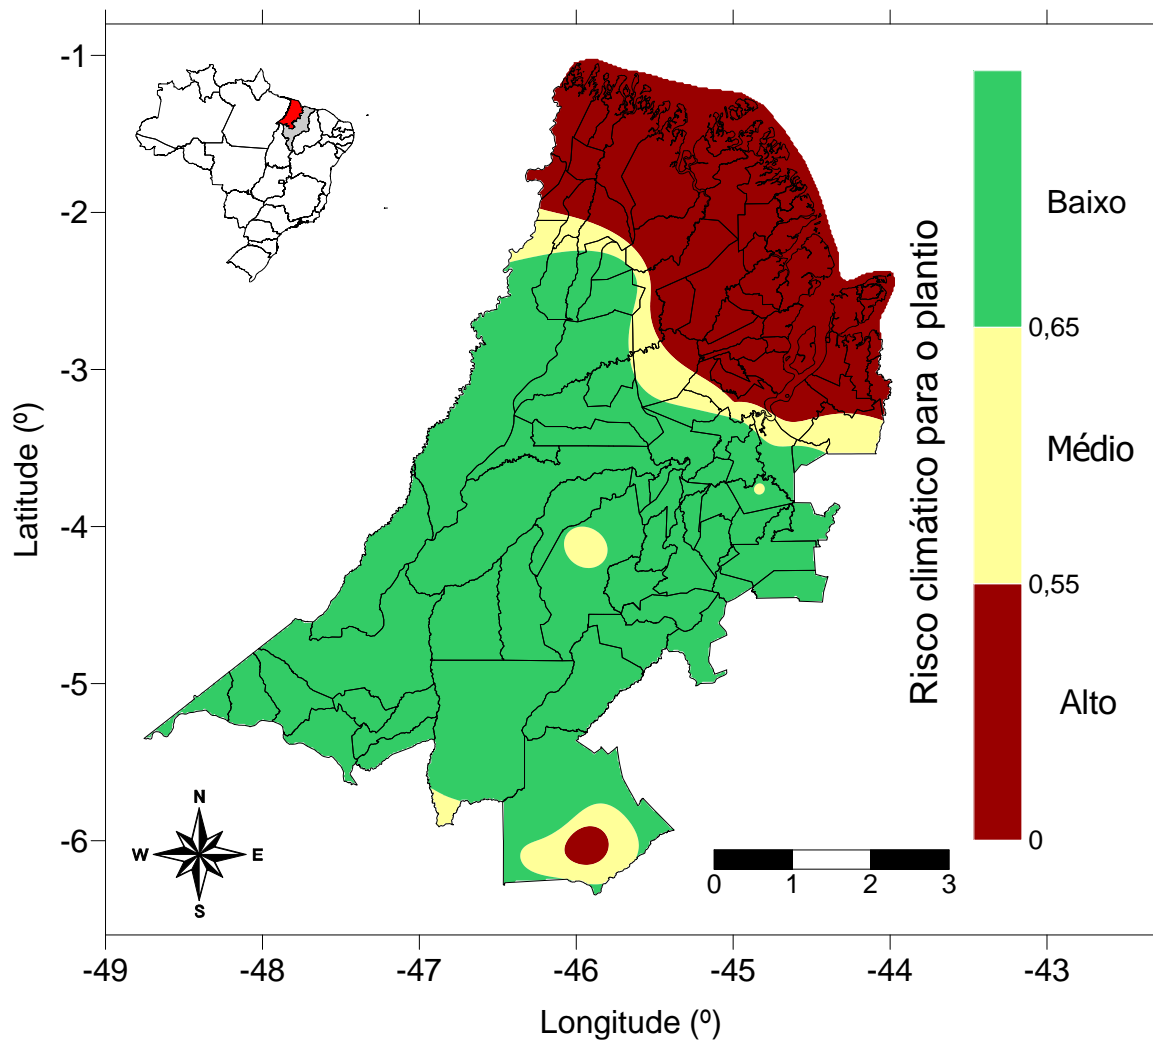 -1
-2
-3
-4
-5
-6
Latitude (º)
-49
-48
-47
-46
-45
-44
-43
Longitude (º)
N
W
E
S
0
1
2
3
Risco climático para o plantio
Baixo
0,65
Médio
0,55
Alto
0